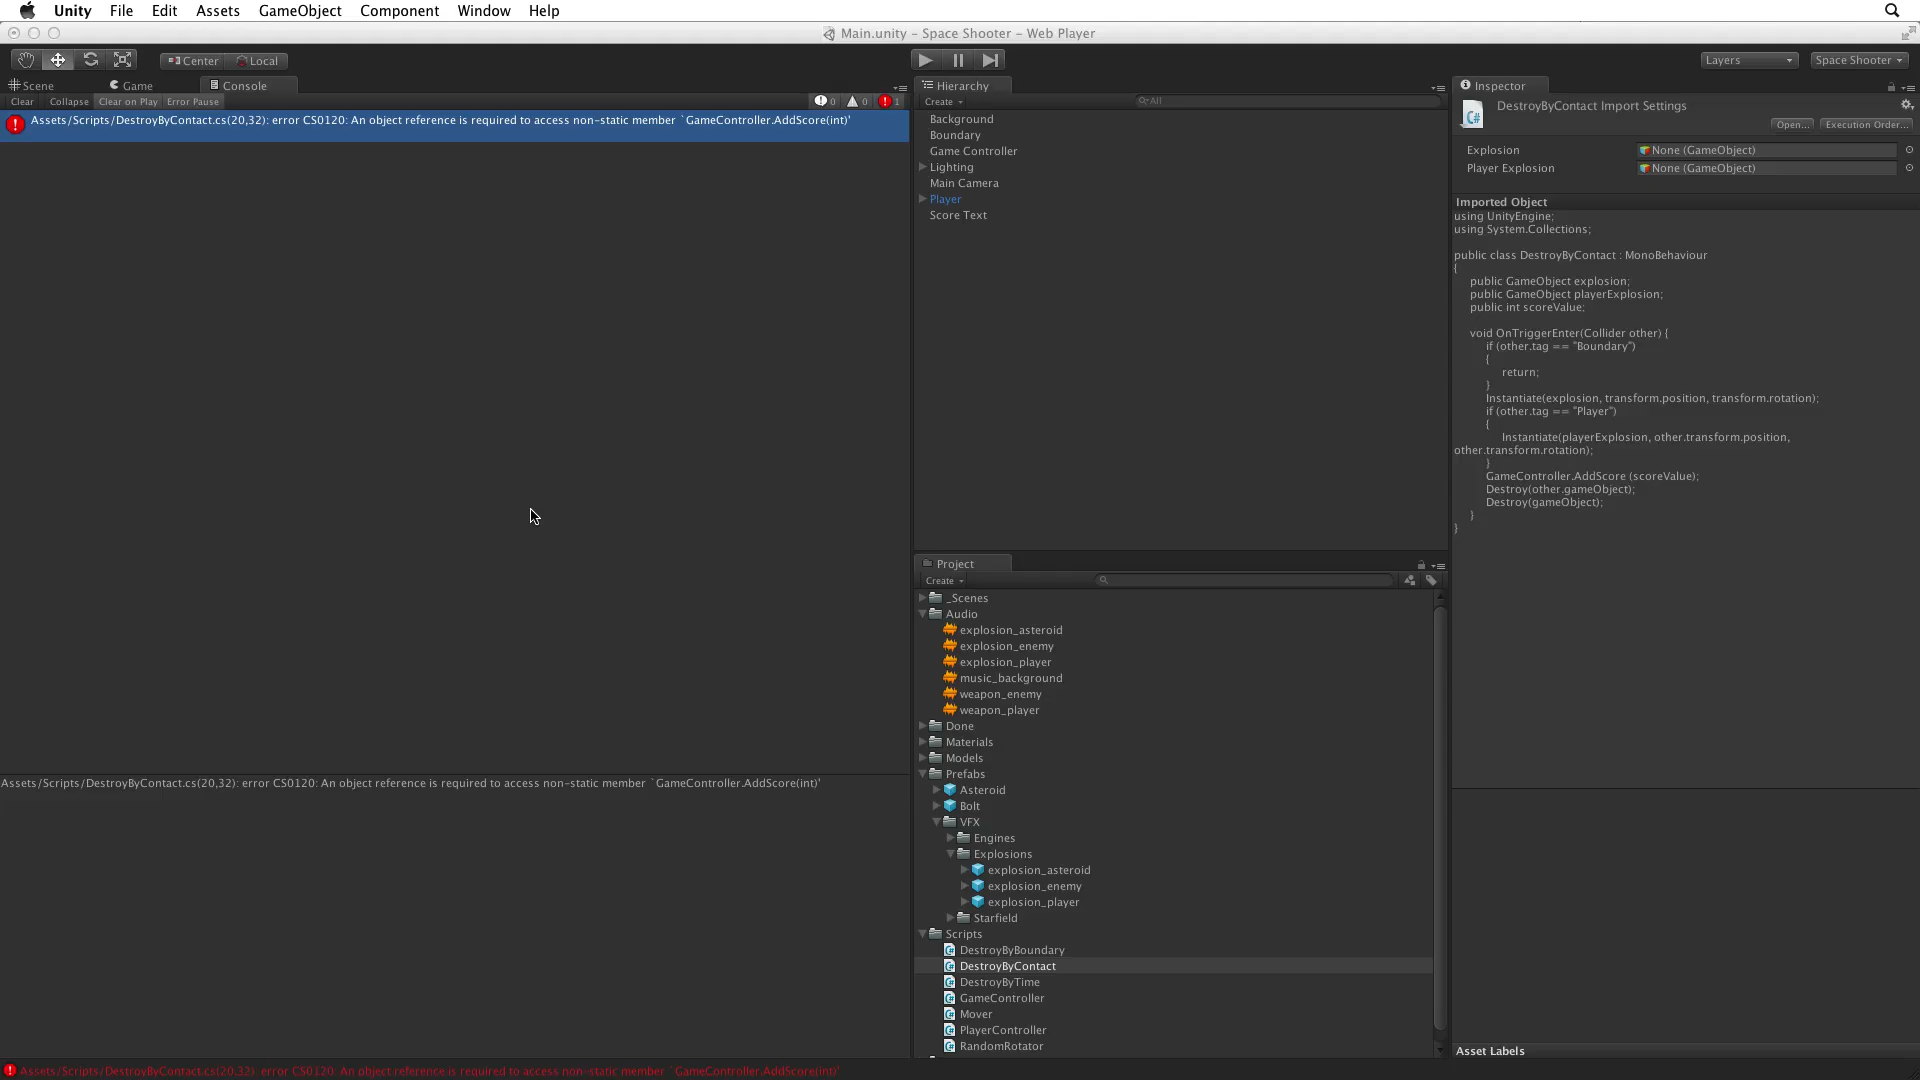 Unity File Edit Assets GameObject Component Window Help
Main.unity – Space Shooter – Web Player
Center Local
Layers
Space Shooter
Scene
Game
Console
Clear Collapse Clear on Play Error Pause
0 0 1
Assets/Scripts/DestroyByContact.cs(20,32): error CS0120: An object reference is required to access non-static member `GameController.AddScore(int)'
Assets/Scripts/DestroyByContact.cs(20,32): error CS0120: An object reference is required to access non-static member `GameController.AddScore(int)'
Hierarchy
Create
All
Background
Boundary
Game Controller
Lighting
Main Camera
Player
Score Text
Project
Create
_Scenes
Audio
explosion_asteroid
explosion_enemy
explosion_player
music_background
weapon_enemy
weapon_player
Done
Materials
Models
Prefabs
Asteroid
Bolt
VFX
Engines
Explosions
explosion_asteroid
explosion_enemy
explosion_player
Starfield
Scripts
DestroyByBoundary
DestroyByContact
DestroyByTime
GameController
Mover
PlayerController
RandomRotator
Inspector
DestroyByContact Import Settings
Open... Execution Order...
Explosion None (GameObject)
Player Explosion None (GameObject)
Imported Object
using UnityEngine;
using System.Collections;
public class DestroyByContact : MonoBehaviour
{
public GameObject explosion;
public GameObject playerExplosion;
public int scoreValue;
void OnTriggerEnter(Collider other) {
if (other.tag == "Boundary")
{
return;
}
Instantiate(explosion, transform.position, transform.rotation);
if (other.tag == "Player")
{
Instantiate(playerExplosion, other.transform.position,
other.transform.rotation);
}
GameController.AddScore (scoreValue);
Destroy(other.gameObject);
Destroy(gameObject);
}
}
Asset Labels
Assets/Scripts/DestroyByContact.cs(20,32): error CS0120: An object reference is required to access non-static member `GameController.AddScore(int)'